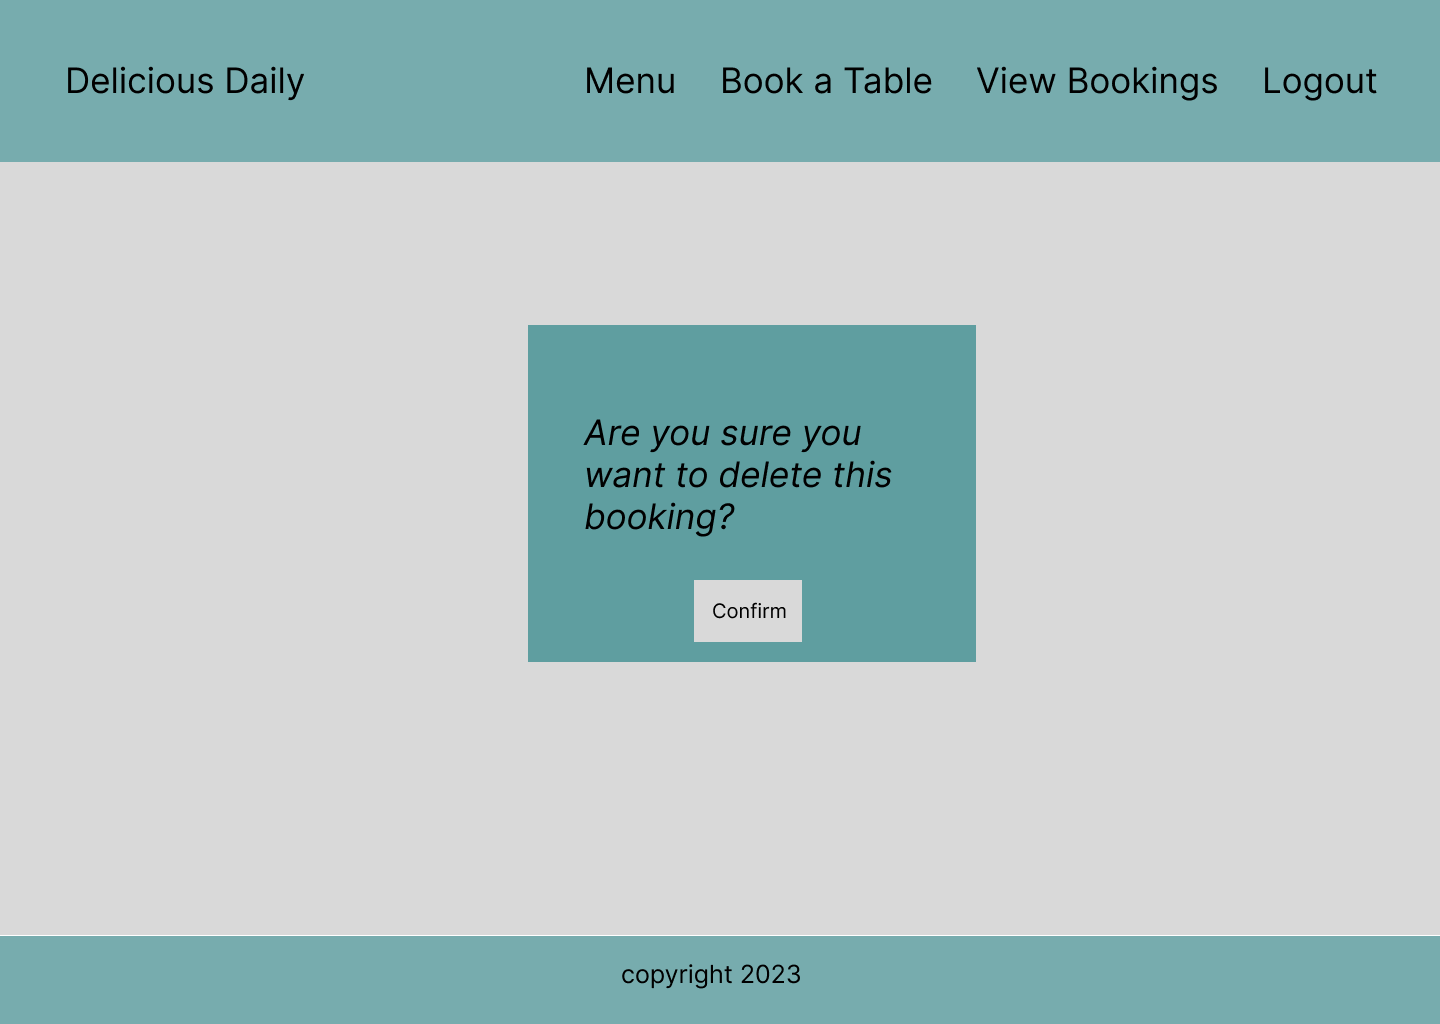 Delicious Daily Menu Book a Table View Bookings Logout
Are you sure you
want to delete this
booking?
Confirm
copyright 2023